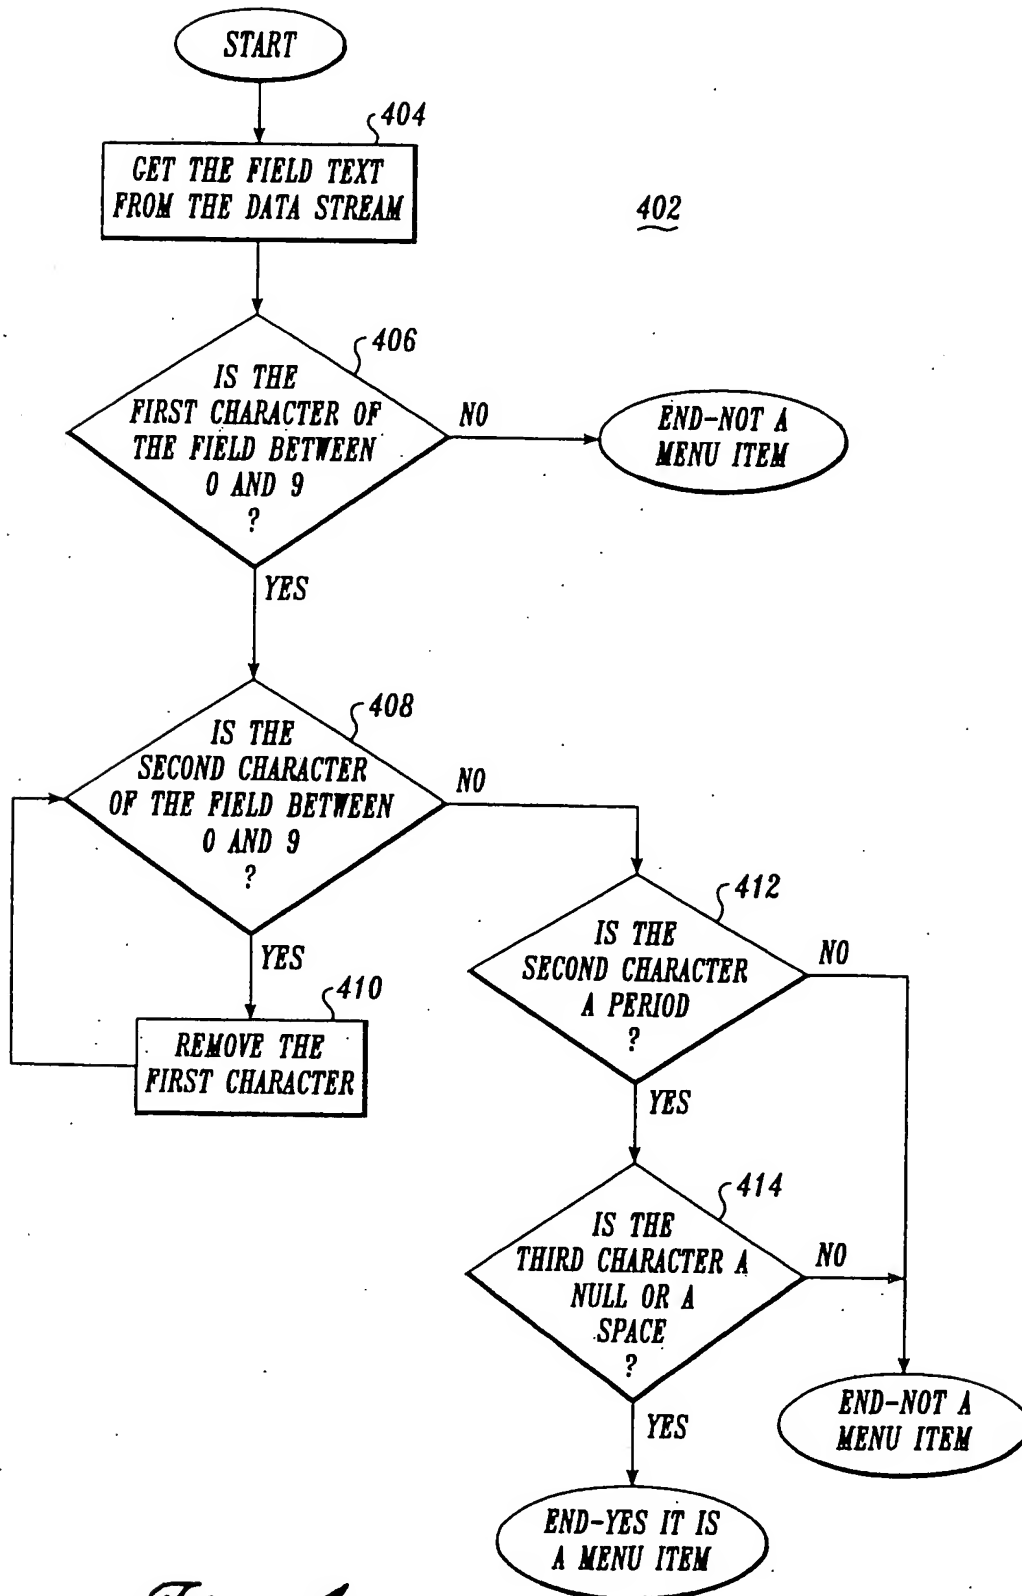 START
404
GET THE FIELD TEXT
FROM THE DATA STREAM
402
406
IS THE
FIRST CHARACTER OF
THE FIELD BETWEEN
0 AND 9
?
NO
END-NOT A
MENU ITEM
YES
408
IS THE
SECOND CHARACTER
OF THE FIELD BETWEEN
0 AND 9
?
NO
YES
410
REMOVE THE
FIRST CHARACTER
412
IS THE
SECOND CHARACTER
A PERIOD
?
NO
YES
414
IS THE
THIRD CHARACTER A
NULL OR A
SPACE
?
NO
YES
END-NOT A
MENU ITEM
END-YES IT IS
A MENU ITEM